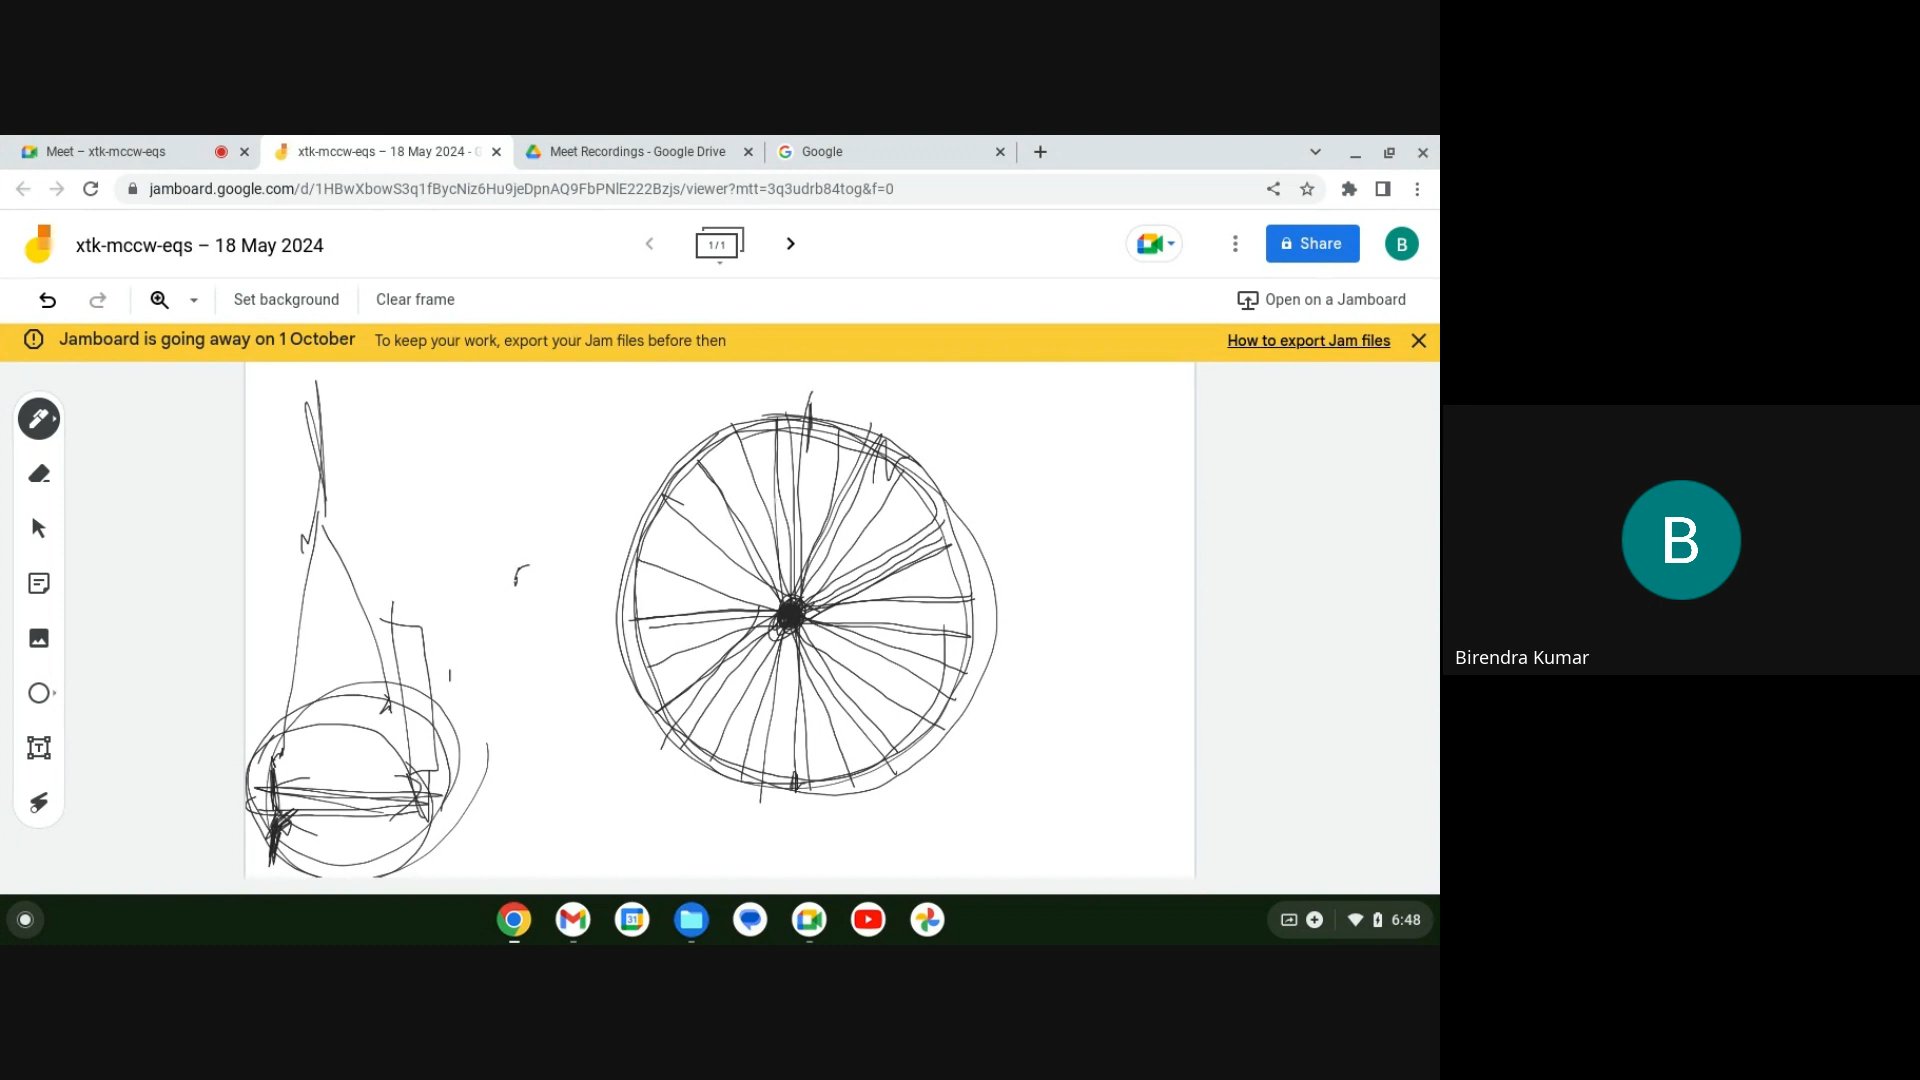 Meet – xtk-mccw-eqs
xtk-mccw-eqs – 18 May 2024 - G
Meet Recordings - Google Drive
Google
jamboard.google.com/d/1HBwXbowS3q1fBycNiz6Hu9jeDpnAQ9FbPNlE222Bzjs/viewer?mtt=3q3udrb84tog&f=0
xtk-mccw-eqs – 18 May 2024
1/1
Share
B
Set background
Clear frame
Open on a Jamboard
Jamboard is going away on 1 October
To keep your work, export your Jam files before then
How to export Jam files
T
B
Birendra Kumar
31
6:48